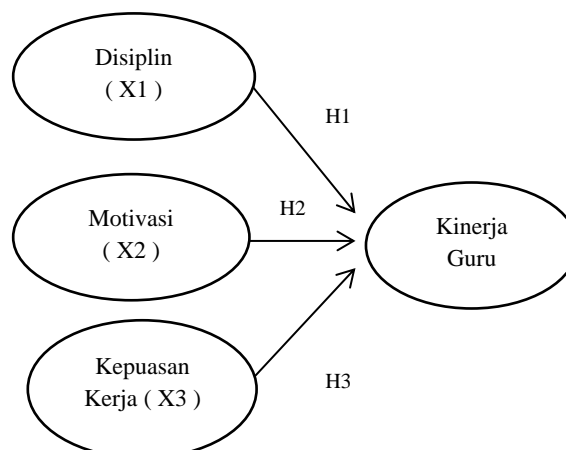 Disiplin
( X1 )
H1
Motivasi
( X2 )
H2
Kinerja
Guru
Kepuasan
Kerja ( X3 )
H3